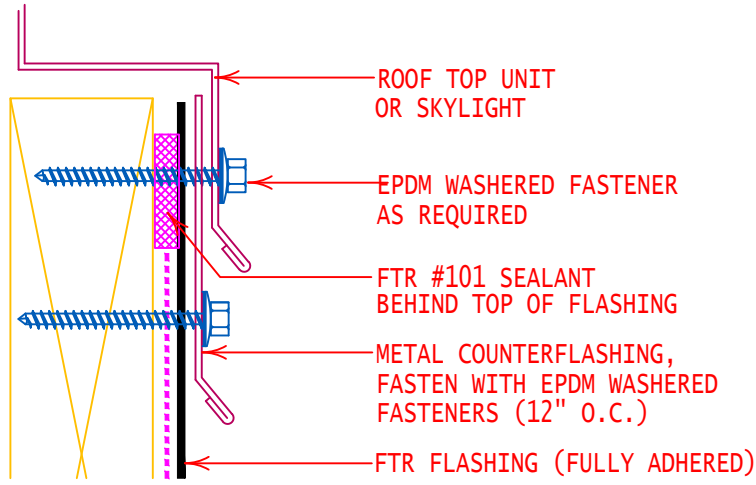 ROOF TOP UNIT
OR SKYLIGHT
EPDM WASHERED FASTENER
AS REQUIRED
FTR #101 SEALANT
BEHIND TOP OF FLASHING
METAL COUNTERFLASHING,
FASTEN WITH EPDM WASHERED
FASTENERS (12" O.C.)
FTR FLASHING (FULLY ADHERED)